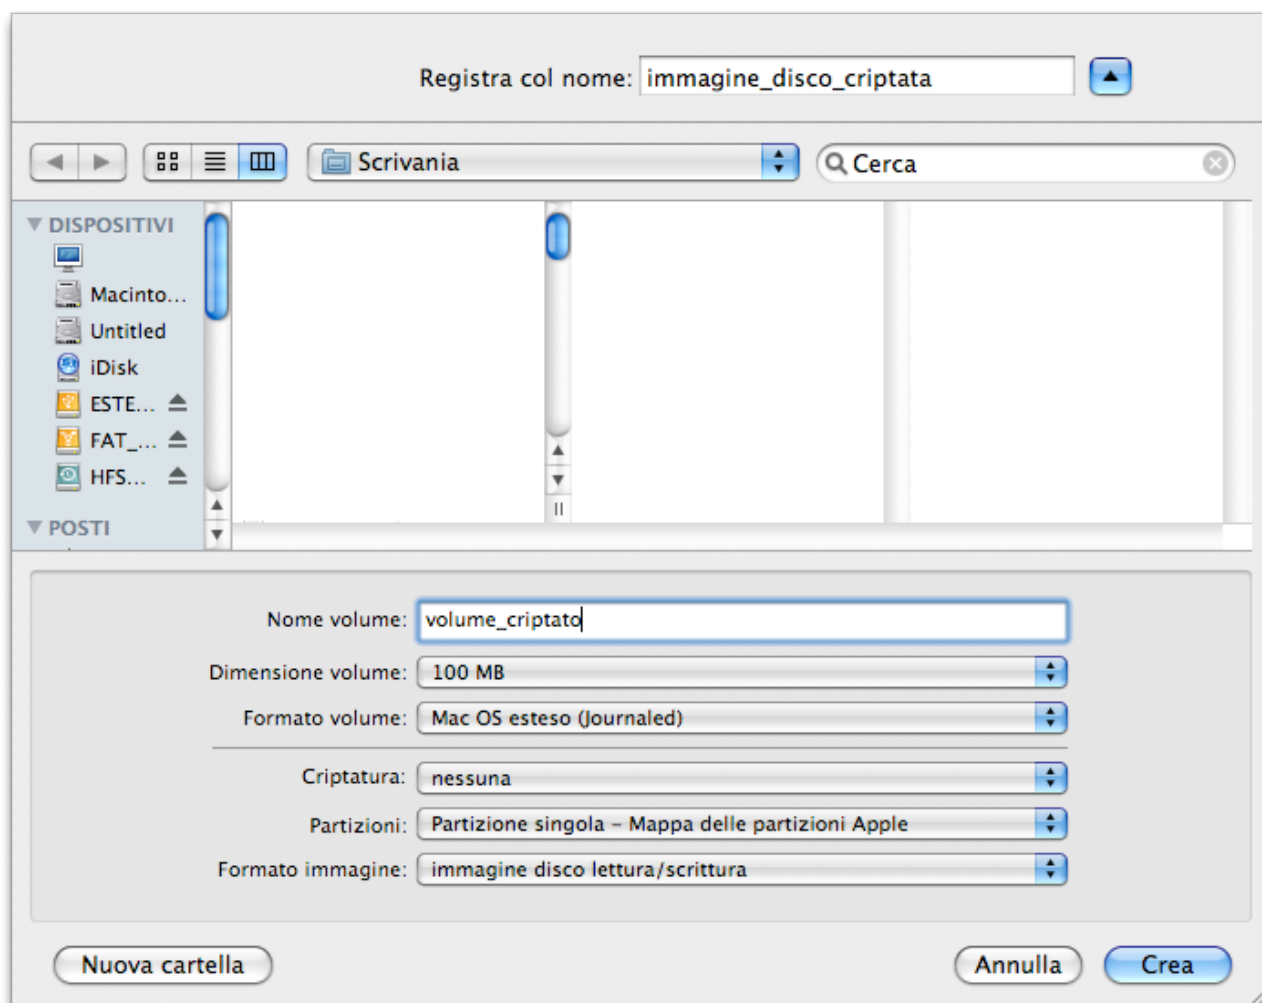 Registra col nome: immagine_disco_criptata
Scrivania
Cerca
DISPOSITIVI
Macinto...
Untitled
iDisk
ESTE...
FAT_...
HFS...
POSTI
Nome volume: volume_criptato
Dimensione volume: 100 MB
Formato volume: Mac OS esteso (Journaled)
Criptatura: nessuna
Partizioni: Partizione singola – Mappa delle partizioni Apple
Formato immagine: immagine disco lettura/scrittura
Nuova cartella
Annulla
Crea